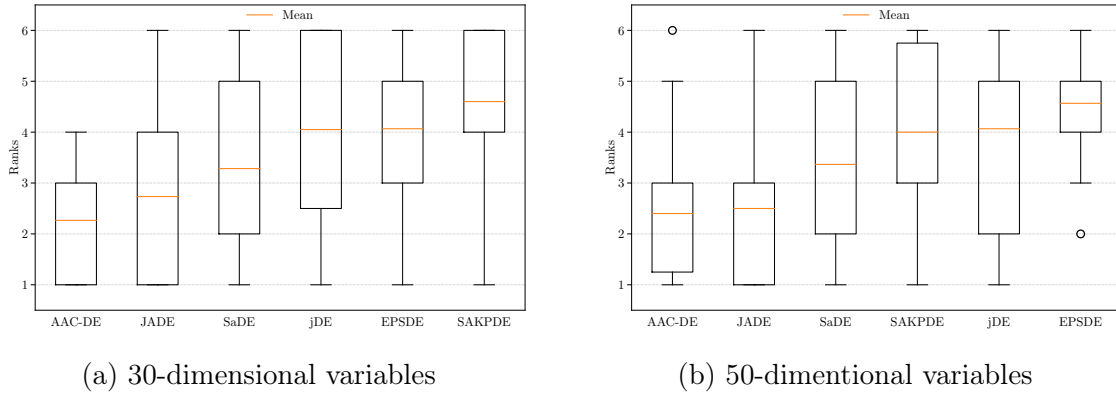 Mean
6
5
4
3
2
1
Ranks
AAC-DE JADE SaDE jDE EPSDE SAKPDE
(a) 30-dimensional variables
Mean
6
5
4
3
2
1
Ranks
AAC-DE JADE SaDE SAKPDE jDE EPSDE
(b) 50-dimentional variables